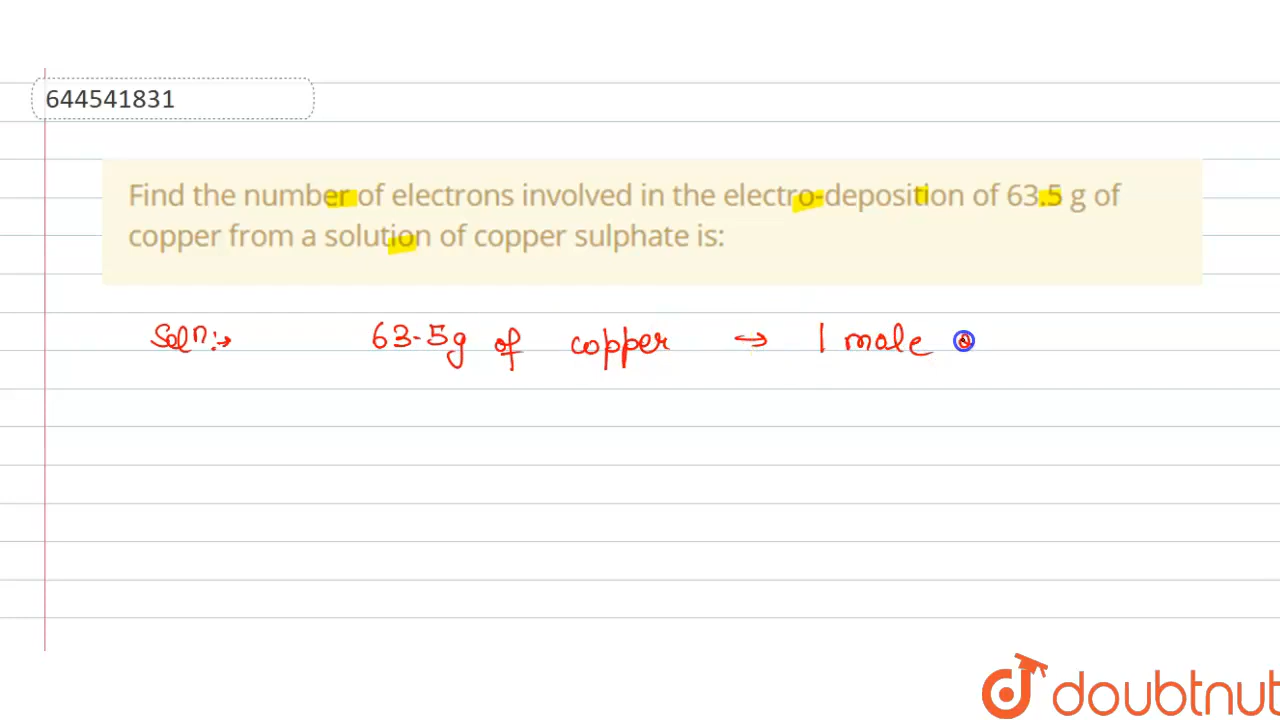 644541831
Find the number of electrons involved in the electro-deposition of 63.5 g of
copper from a solution of copper sulphate is:
Soln:→ 63.5g of copper → 1 mole
doubtnut